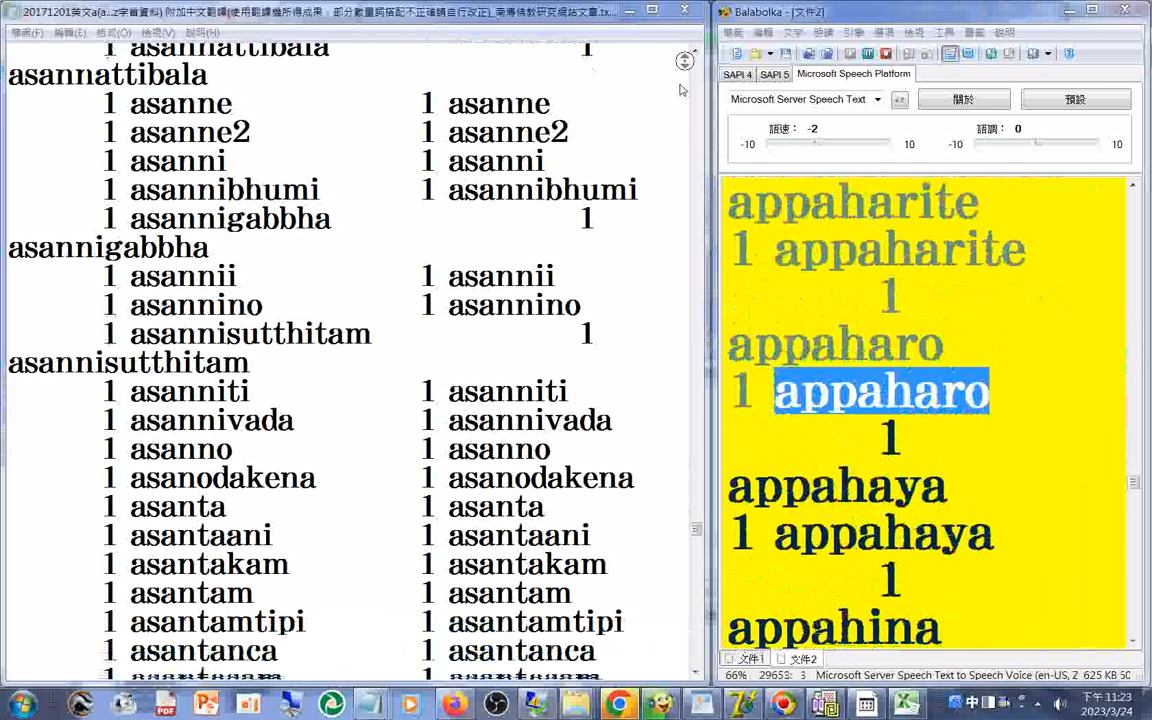 20171201英文a(a...z字首資料) 附加中文翻譯(使用翻譯機所得成果，部分數量詞搭配不正確請自行改正)_南傳佛教研究網站文章.tx...
檔案(F) 編輯(E) 格式(O) 檢視(V) 說明(H)
1 asannattibala 1
asannattibala
1 asanne 1 asanne
1 asanne2 1 asanne2
1 asanni 1 asanni
1 asannibhumi 1 asannibhumi
1 asannigabbha 1
asannigabbha
1 asannii 1 asannii
1 asannino 1 asannino
1 asannisutthitam 1
asannisutthitam
1 asanniti 1 asanniti
1 asannivada 1 asannivada
1 asanno 1 asanno
1 asanodakena 1 asanodakena
1 asanta 1 asanta
1 asantaani 1 asantaani
1 asantakam 1 asantakam
1 asantam 1 asantam
1 asantamtipi 1 asantamtipi
1 asantanca 1 asantanca
Balabolka - [文件2]
檔案 編輯 文字 朗讀 引擎 選項 檢視 工具 書籤 視窗 說明
SAPI 4 SAPI 5 Microsoft Speech Platform
Microsoft Server Speech Text 關於 預設
語速： -2 語調： 0
-10 10 -10 10
appaharite
1 appaharite
1
appaharo
1 appaharo
1
appahaya
1 appahaya
1
appahina
文件1 文件2
66% 29653: 3 Microsoft Server Speech Text to Speech Voice (en-US, Z 625 KB
中
下午 11:23
2023/3/24